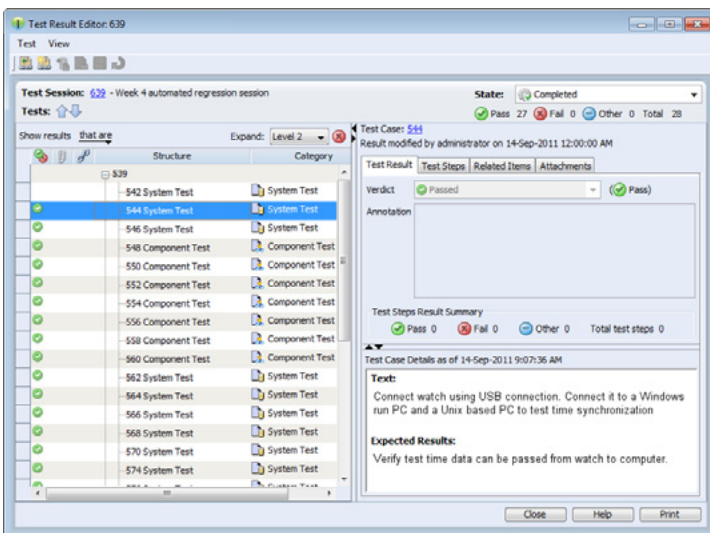 Test Result Editor: 639
Test View
Test Session: 639 - Week 4 automated regression session
State: Completed
Tests:
Pass 27 Fail 0 Other 0 Total 28
Show results that are Expand: Level 2
Structure Category
539
542 System Test System Test
544 System Test System Test
546 System Test System Test
548 Component Test Component Test
550 Component Test Component Test
552 Component Test Component Test
554 Component Test Component Test
556 Component Test Component Test
558 Component Test Component Test
560 Component Test Component Test
562 System Test System Test
564 System Test System Test
566 System Test System Test
568 System Test System Test
570 System Test System Test
574 System Test System Test
Test Case: 544
Result modified by administrator on 14-Sep-2011 12:00:00 AM
Test Result Test Steps Related Items Attachments
Verdict Passed (Pass)
Annotation
Test Steps Result Summary
Pass 0 Fail 0 Other 0 Total test steps 0
Test Case Details as of 14-Sep-2011 9:07:36 AM
Text:
Connect watch using USB connection. Connect it to a Windows
run PC and a Unix based PC to test time synchronization
Expected Results:
Verify test time data can be passed from watch to computer.
Close Help Print